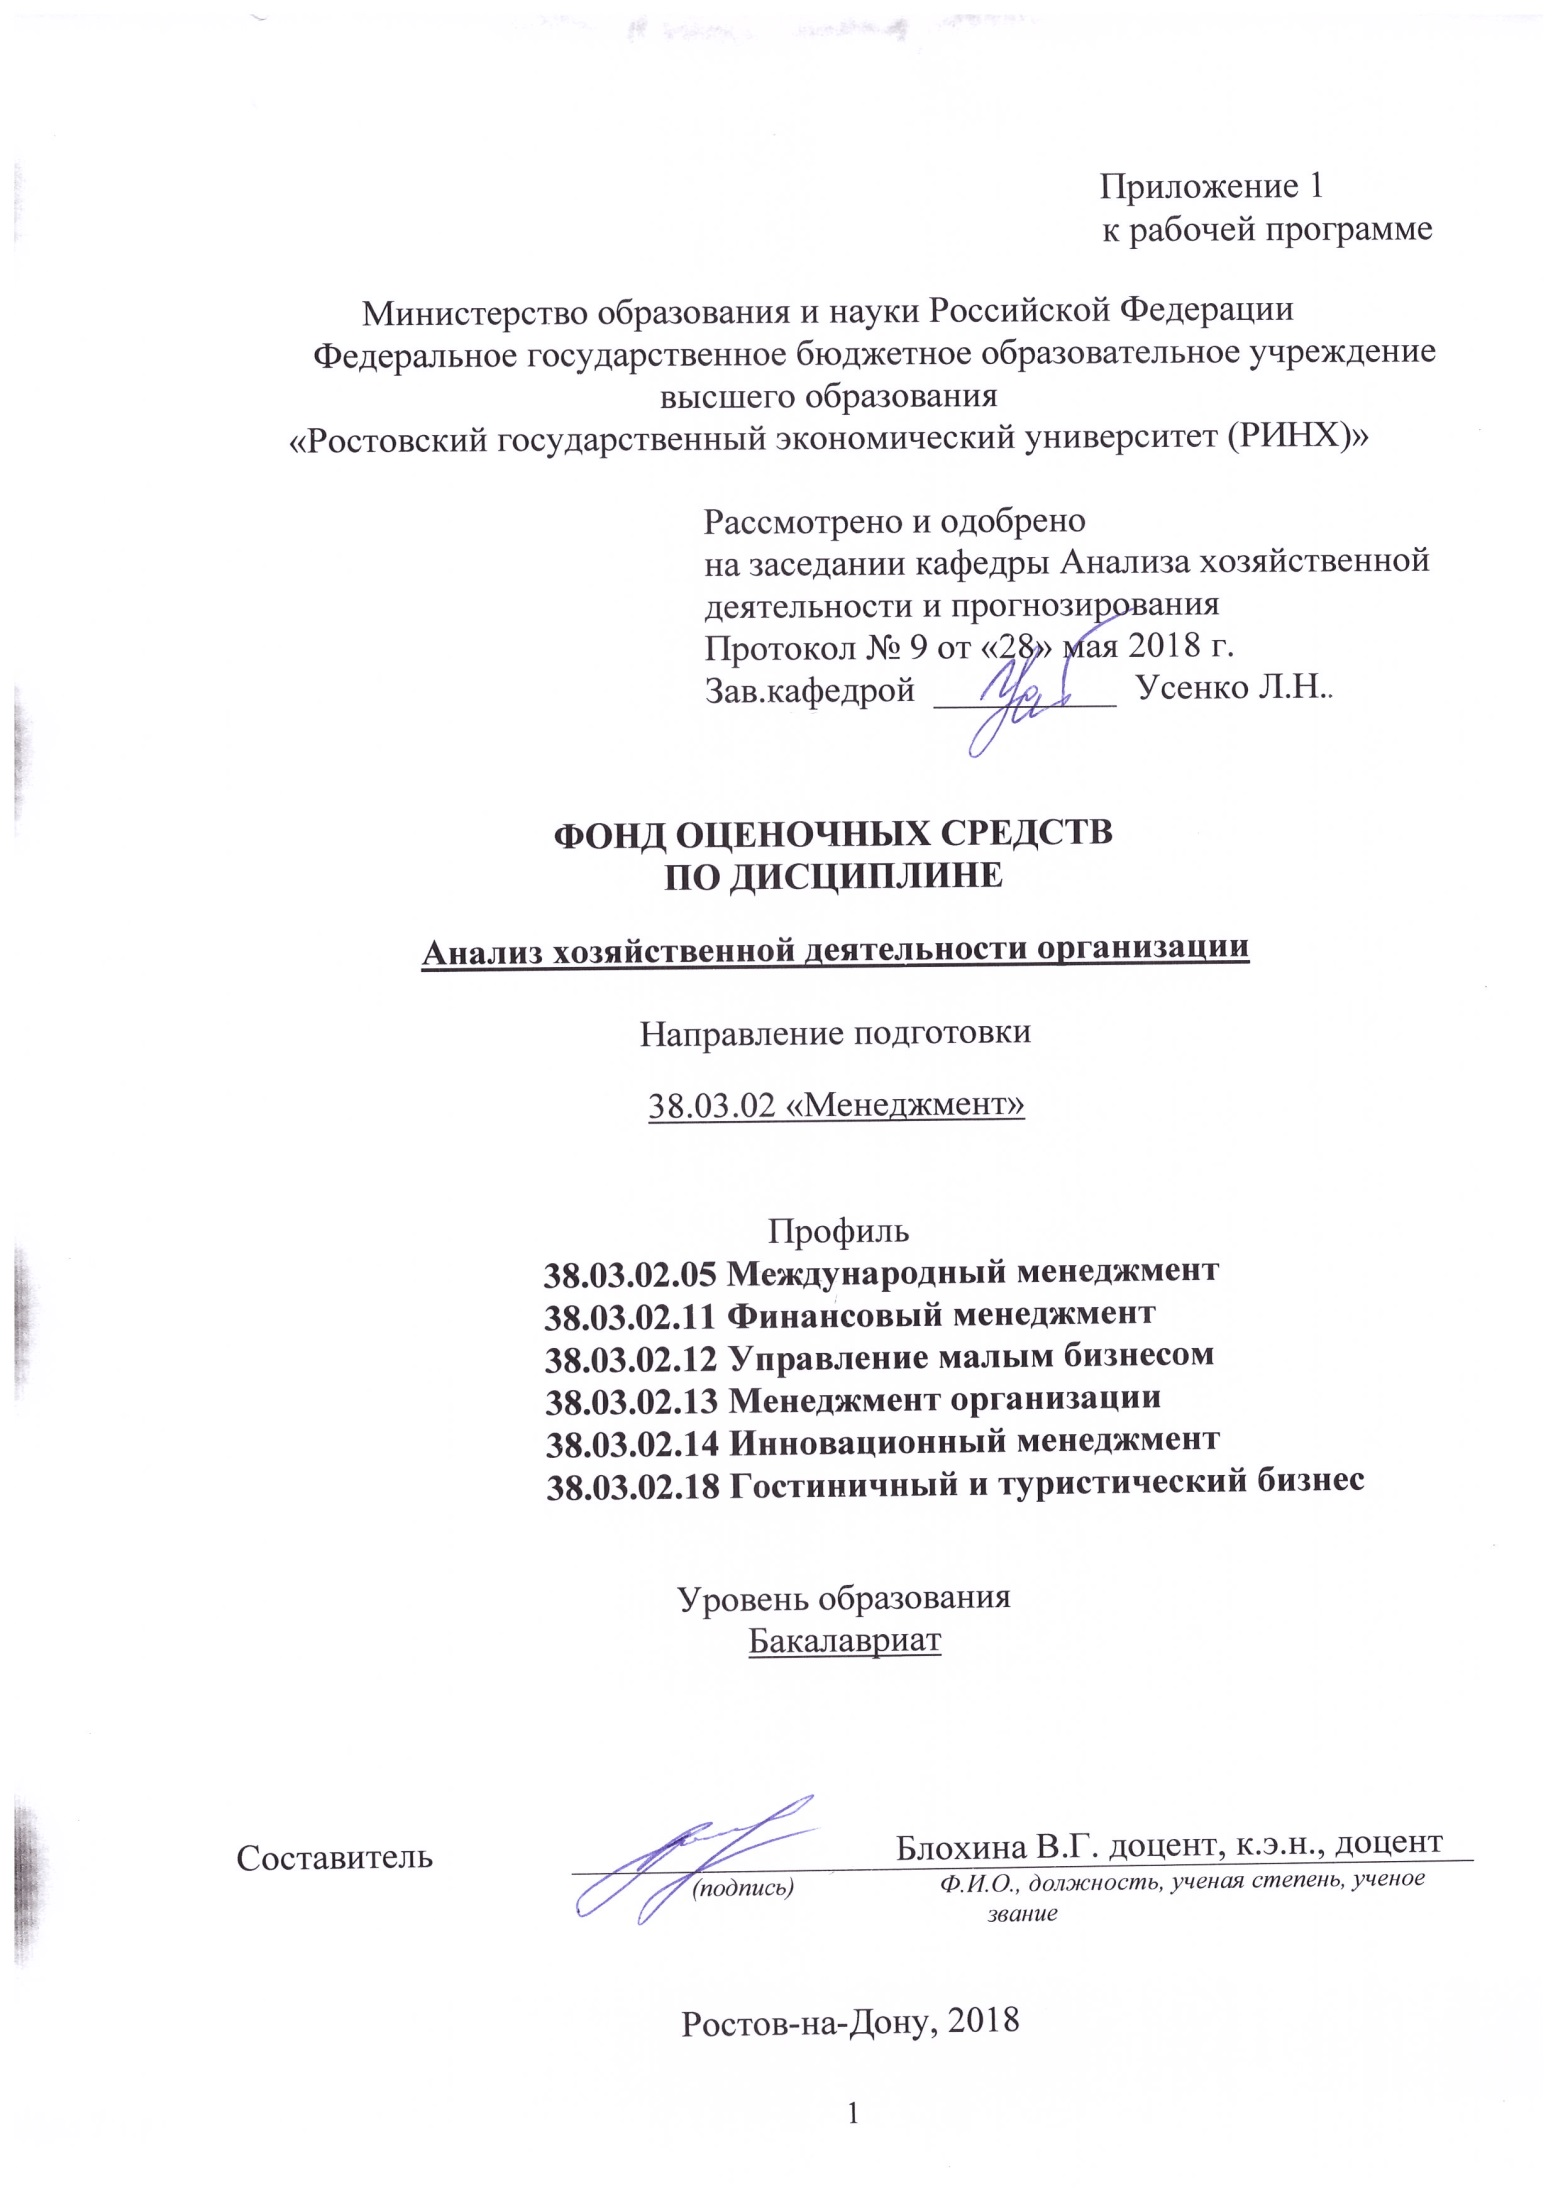 Приложение 1
к рабочей программе
Министерство образования и науки Российской Федерации
Федеральное государственное бюджетное образовательное учреждение
высшего образования
«Ростовский государственный экономический университет (РИНХ)»
Рассмотрено и одобрено
на заседании кафедры Анализа хозяйственной
деятельности и прогнозирования
Протокол № 9 от «28» мая 2018 г.
Зав.кафедрой __________ Усенко Л.Н..
ФОНД ОЦЕНОЧНЫХ СРЕДСТВ
ПО ДИСЦИПЛИНЕ
Анализ хозяйственной деятельности организации
Направление подготовки
38.03.02 «Менеджмент»
Профиль
38.03.02.05 Международный менеджмент
38.03.02.11 Финансовый менеджмент
38.03.02.12 Управление малым бизнесом
38.03.02.13 Менеджмент организации
38.03.02.14 Инновационный менеджмент
38.03.02.18 Гостиничный и туристический бизнес
Уровень образования
Бакалавриат
Составитель Блохина В.Г. доцент, к.э.н., доцент
(подпись) Ф.И.О., должность, ученая степень, ученое
звание
Ростов-на-Дону, 2018
1